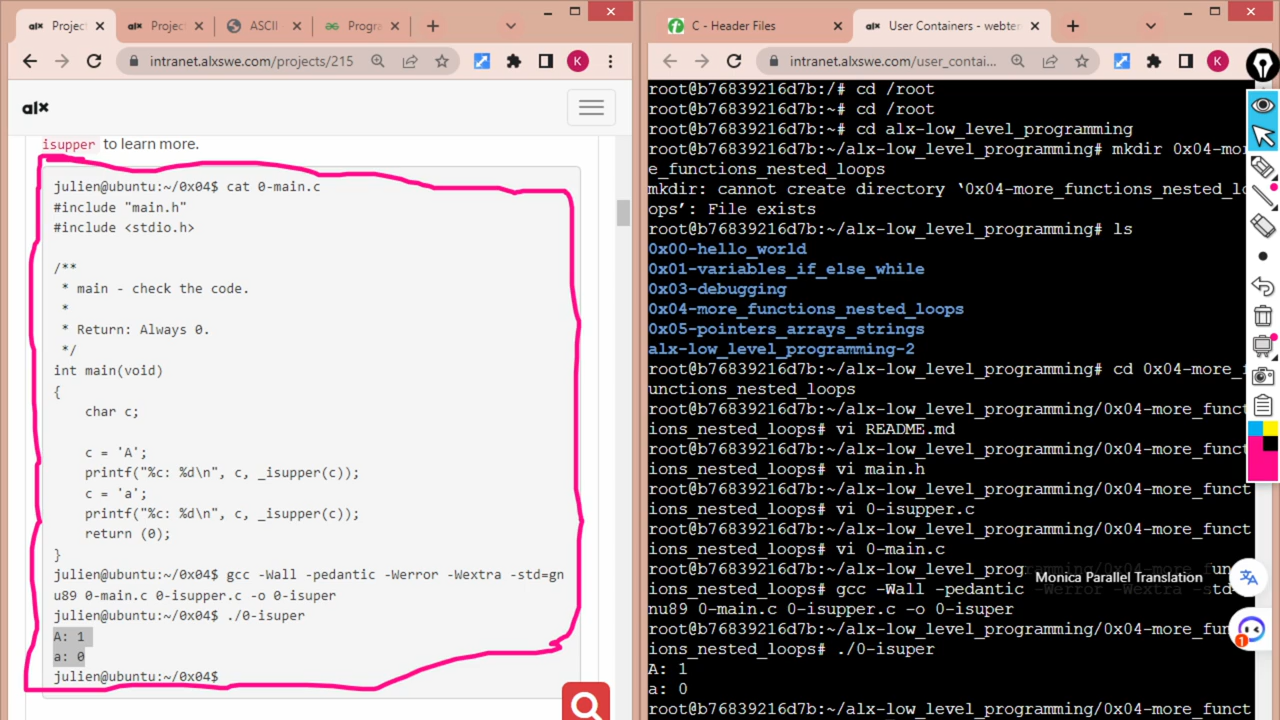 Projec
Projec
ASCII
Progra
intranet.alxswe.com/projects/215
K
alx
isupper to learn more.
julien@ubuntu:~/0x04$ cat 0-main.c
#include "main.h"
#include <stdio.h>
/**
* main - check the code.
*
* Return: Always 0.
*/
int main(void)
{
char c;
c = 'A';
printf("%c: %d\n", c, _isupper(c));
c = 'a';
printf("%c: %d\n", c, _isupper(c));
return (0);
}
julien@ubuntu:~/0x04$ gcc -Wall -pedantic -Werror -Wextra -std=gn
u89 0-main.c 0-isupper.c -o 0-isuper
julien@ubuntu:~/0x04$ ./0-isuper
A: 1
a: 0
julien@ubuntu:~/0x04$
C - Header Files
User Containers - webter
intranet.alxswe.com/user_contai...
K
root@b76839216d7b:/# cd /root
root@b76839216d7b:~# cd /root
root@b76839216d7b:~# cd alx-low_level_programming
root@b76839216d7b:~/alx-low_level_programming# mkdir 0x04-mor
e_functions_nested_loops
mkdir: cannot create directory ‘0x04-more_functions_nested_lo
ops’: File exists
root@b76839216d7b:~/alx-low_level_programming# ls
0x00-hello_world
0x01-variables_if_else_while
0x03-debugging
0x04-more_functions_nested_loops
0x05-pointers_arrays_strings
alx-low_level_programming-2
root@b76839216d7b:~/alx-low_level_programming# cd 0x04-more_f
unctions_nested_loops
root@b76839216d7b:~/alx-low_level_programming/0x04-more_funct
ions_nested_loops# vi README.md
root@b76839216d7b:~/alx-low_level_programming/0x04-more_funct
ions_nested_loops# vi main.h
root@b76839216d7b:~/alx-low_level_programming/0x04-more_funct
ions_nested_loops# vi 0-isupper.c
root@b76839216d7b:~/alx-low_level_programming/0x04-more_funct
ions_nested_loops# vi 0-main.c
root@b76839216d7b:~/alx-low_level_programming/0x04-more_funct
Monica Parallel Translation
ions_nested_loops# gcc -Wall -pedantic -Werror -Wextra -std=g
nu89 0-main.c 0-isupper.c -o 0-isuper
root@b76839216d7b:~/alx-low_level_programming/0x04-more_funct
ions_nested_loops# ./0-isuper
1
A: 1
a: 0
root@b76839216d7b:~/alx-low_level_programming/0x04-more_funct